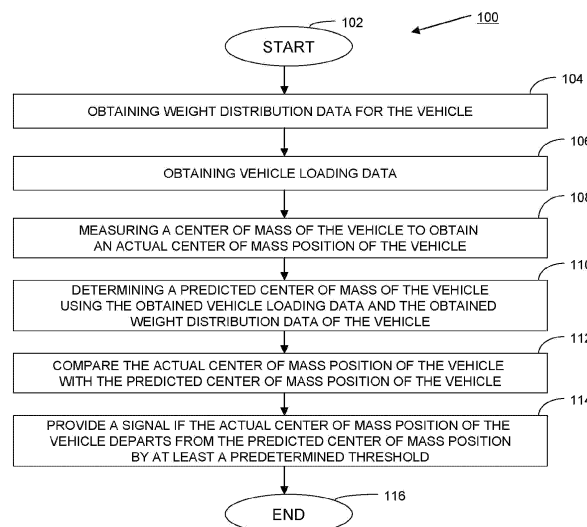 102
100
START
104
OBTAINING WEIGHT DISTRIBUTION DATA FOR THE VEHICLE
106
OBTAINING VEHICLE LOADING DATA
108
MEASURING A CENTER OF MASS OF THE VEHICLE TO OBTAIN
AN ACTUAL CENTER OF MASS POSITION OF THE VEHICLE
110
DETERMINING A PREDICTED CENTER OF MASS OF THE VEHICLE
USING THE OBTAINED VEHICLE LOADING DATA AND THE OBTAINED
WEIGHT DISTRIBUTION DATA OF THE VEHICLE
112
COMPARE THE ACTUAL CENTER OF MASS POSITION OF THE VEHICLE
WITH THE PREDICTED CENTER OF MASS POSITION OF THE VEHICLE
114
PROVIDE A SIGNAL IF THE ACTUAL CENTER OF MASS POSITION OF THE
VEHICLE DEPARTS FROM THE PREDICTED CENTER OF MASS POSITION
BY AT LEAST A PREDETERMINED THRESHOLD
116
END